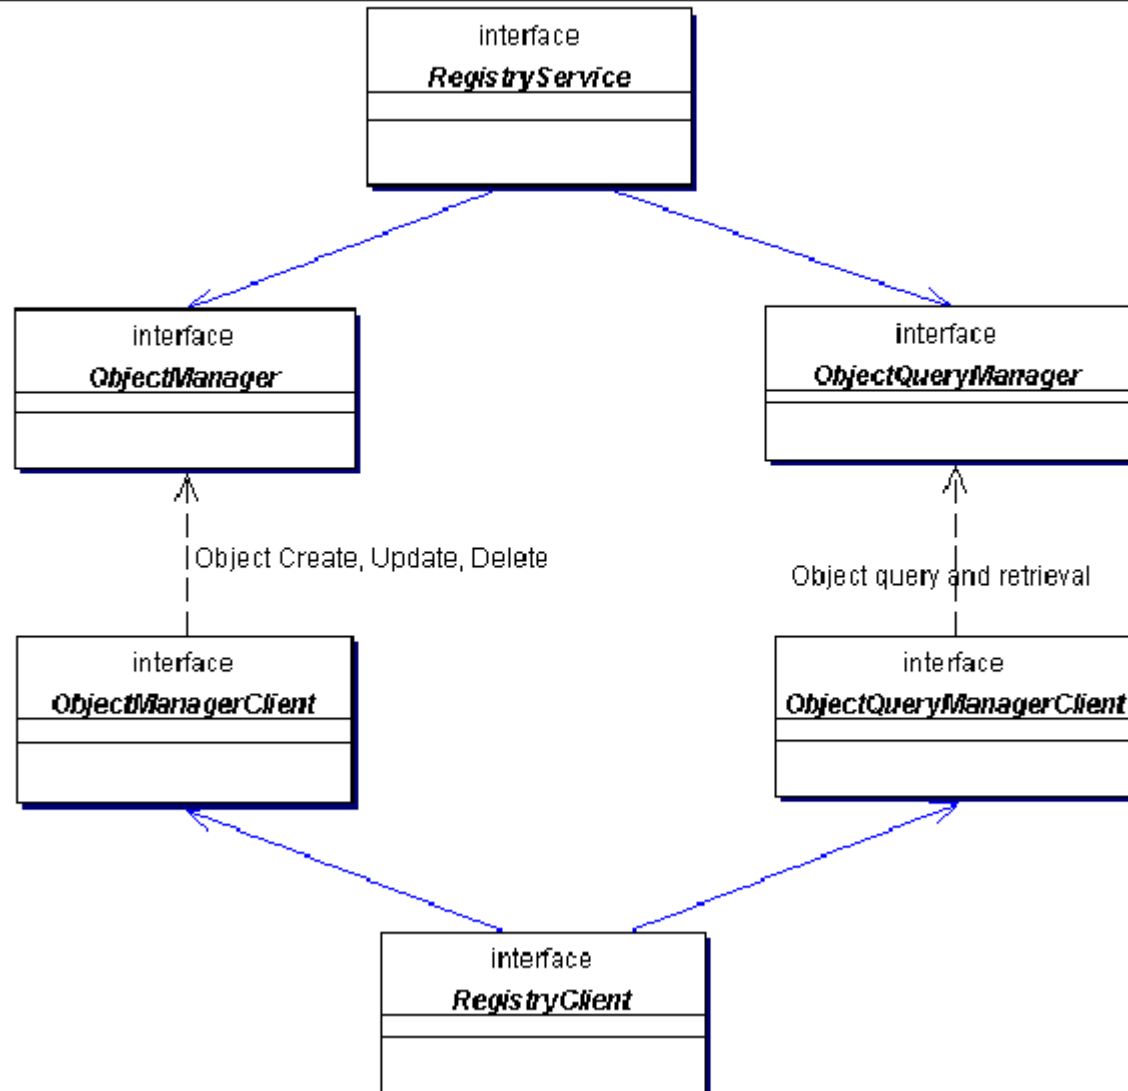 interface
RegistryService
interface
ObjectManager
interface
ObjectQueryManager
Object Create, Update, Delete
Object query and retrieval
interface
ObjectManagerClient
interface
ObjectQueryManagerClient
interface
RegistryClient